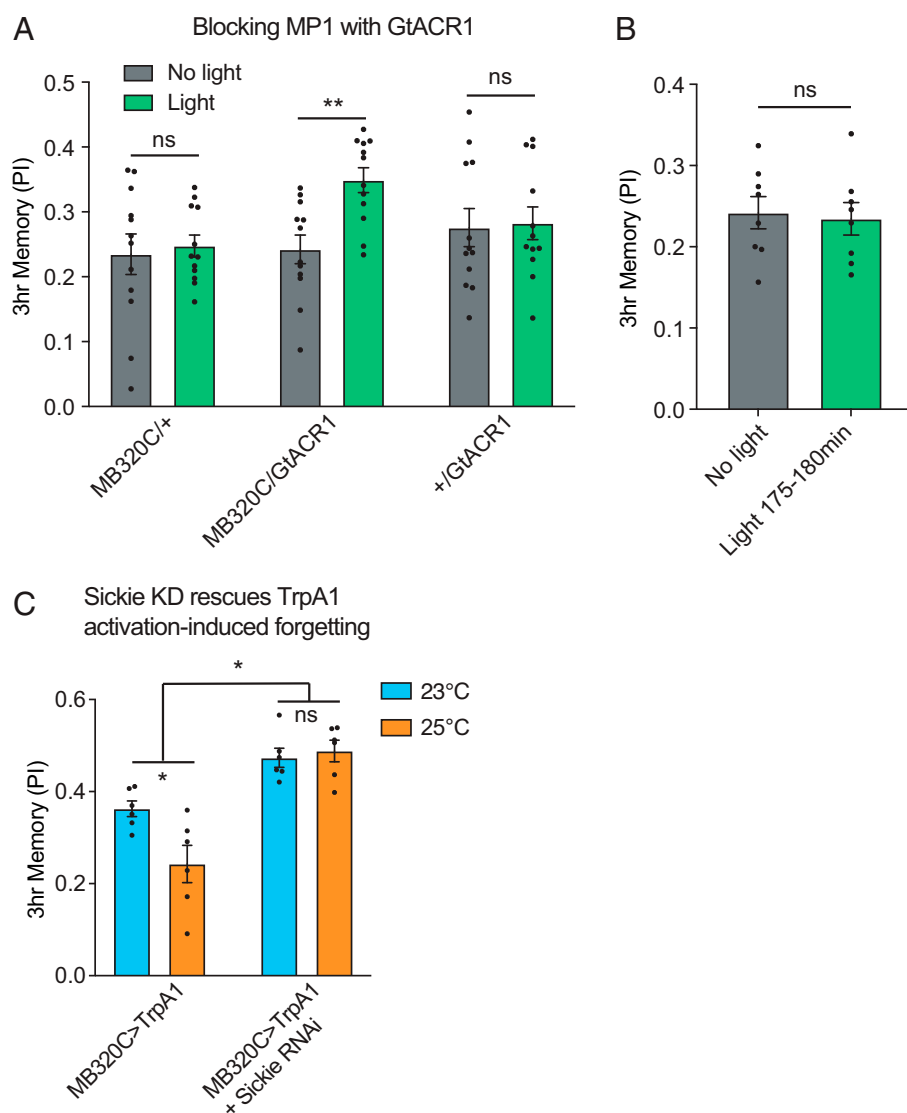 A
Blocking MP1 with GtACR1
No light
Light
3hr Memory (PI)
0.5
0.4
0.3
0.2
0.1
0.0
ns
**
ns
MB320C/+
MB320C/GtACR1
+/GtACR1
B
3hr Memory (PI)
0.4
0.3
0.2
0.1
0.0
ns
No light
Light 175-180min
C
Sickie KD rescues TrpA1
activation-induced forgetting
23°C
25°C
3hr Memory (PI)
0.6
0.4
0.2
0.0
*
*
ns
MB320C>TrpA1
MB320C>TrpA1
+ Sickie RNAi